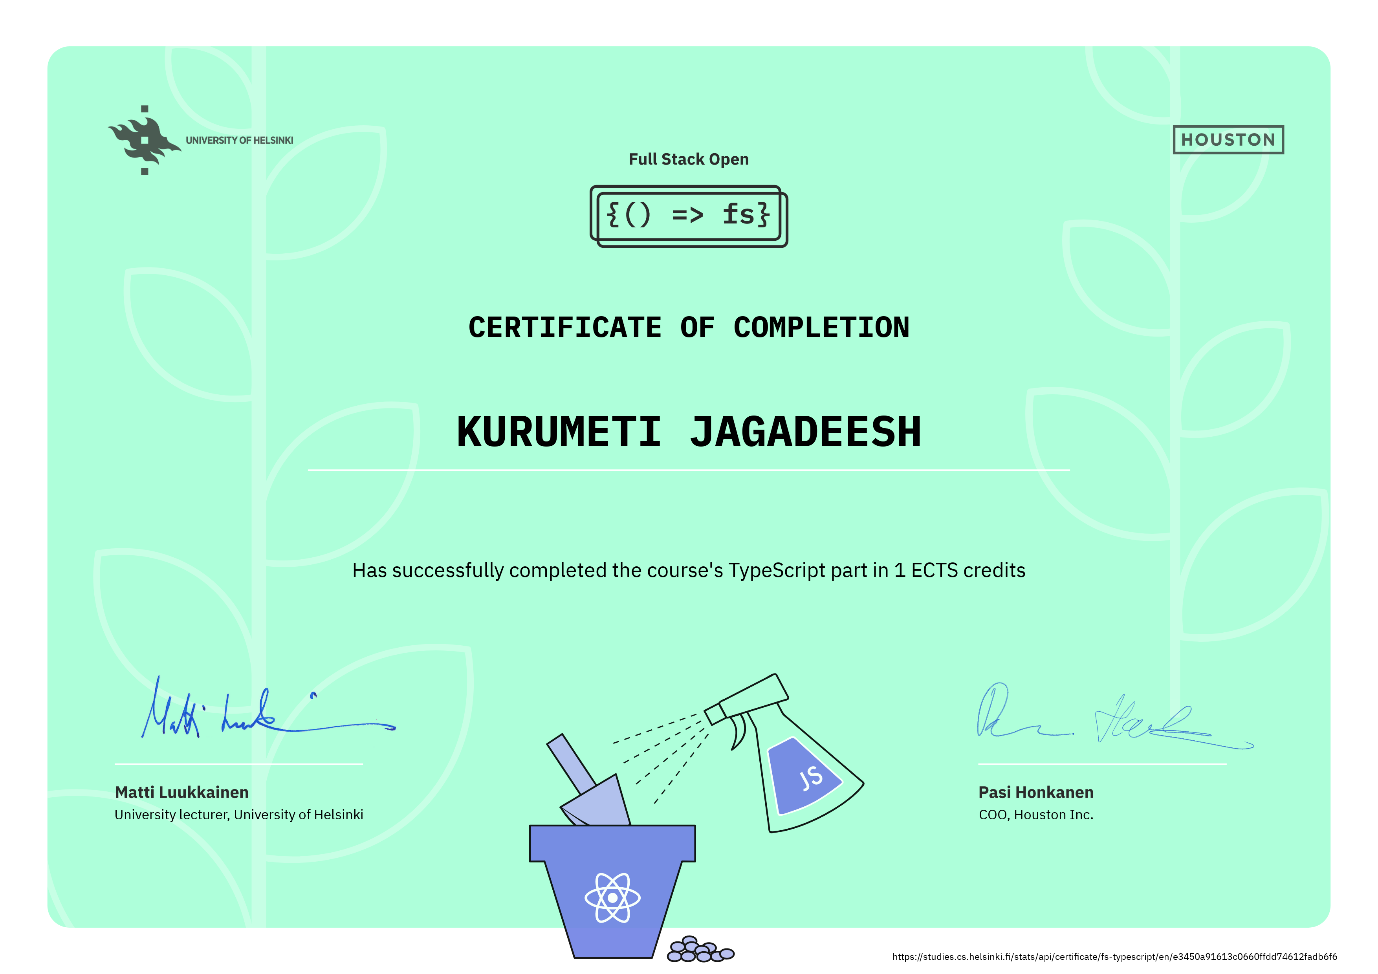 UNIVERSITY OF HELSINKI
HOUSTON
Full Stack Open
{() => fs}
CERTIFICATE OF COMPLETION
KURUMETI JAGADEESH
Has successfully completed the course's TypeScript part in 1 ECTS credits
JS
Matti Luukkainen
University lecturer, University of Helsinki
Pasi Honkanen
COO, Houston Inc.
https://studies.cs.helsinki.fi/stats/api/certificate/fs-typescript/en/e3450a91613c0660ffdd74612fadb6f6